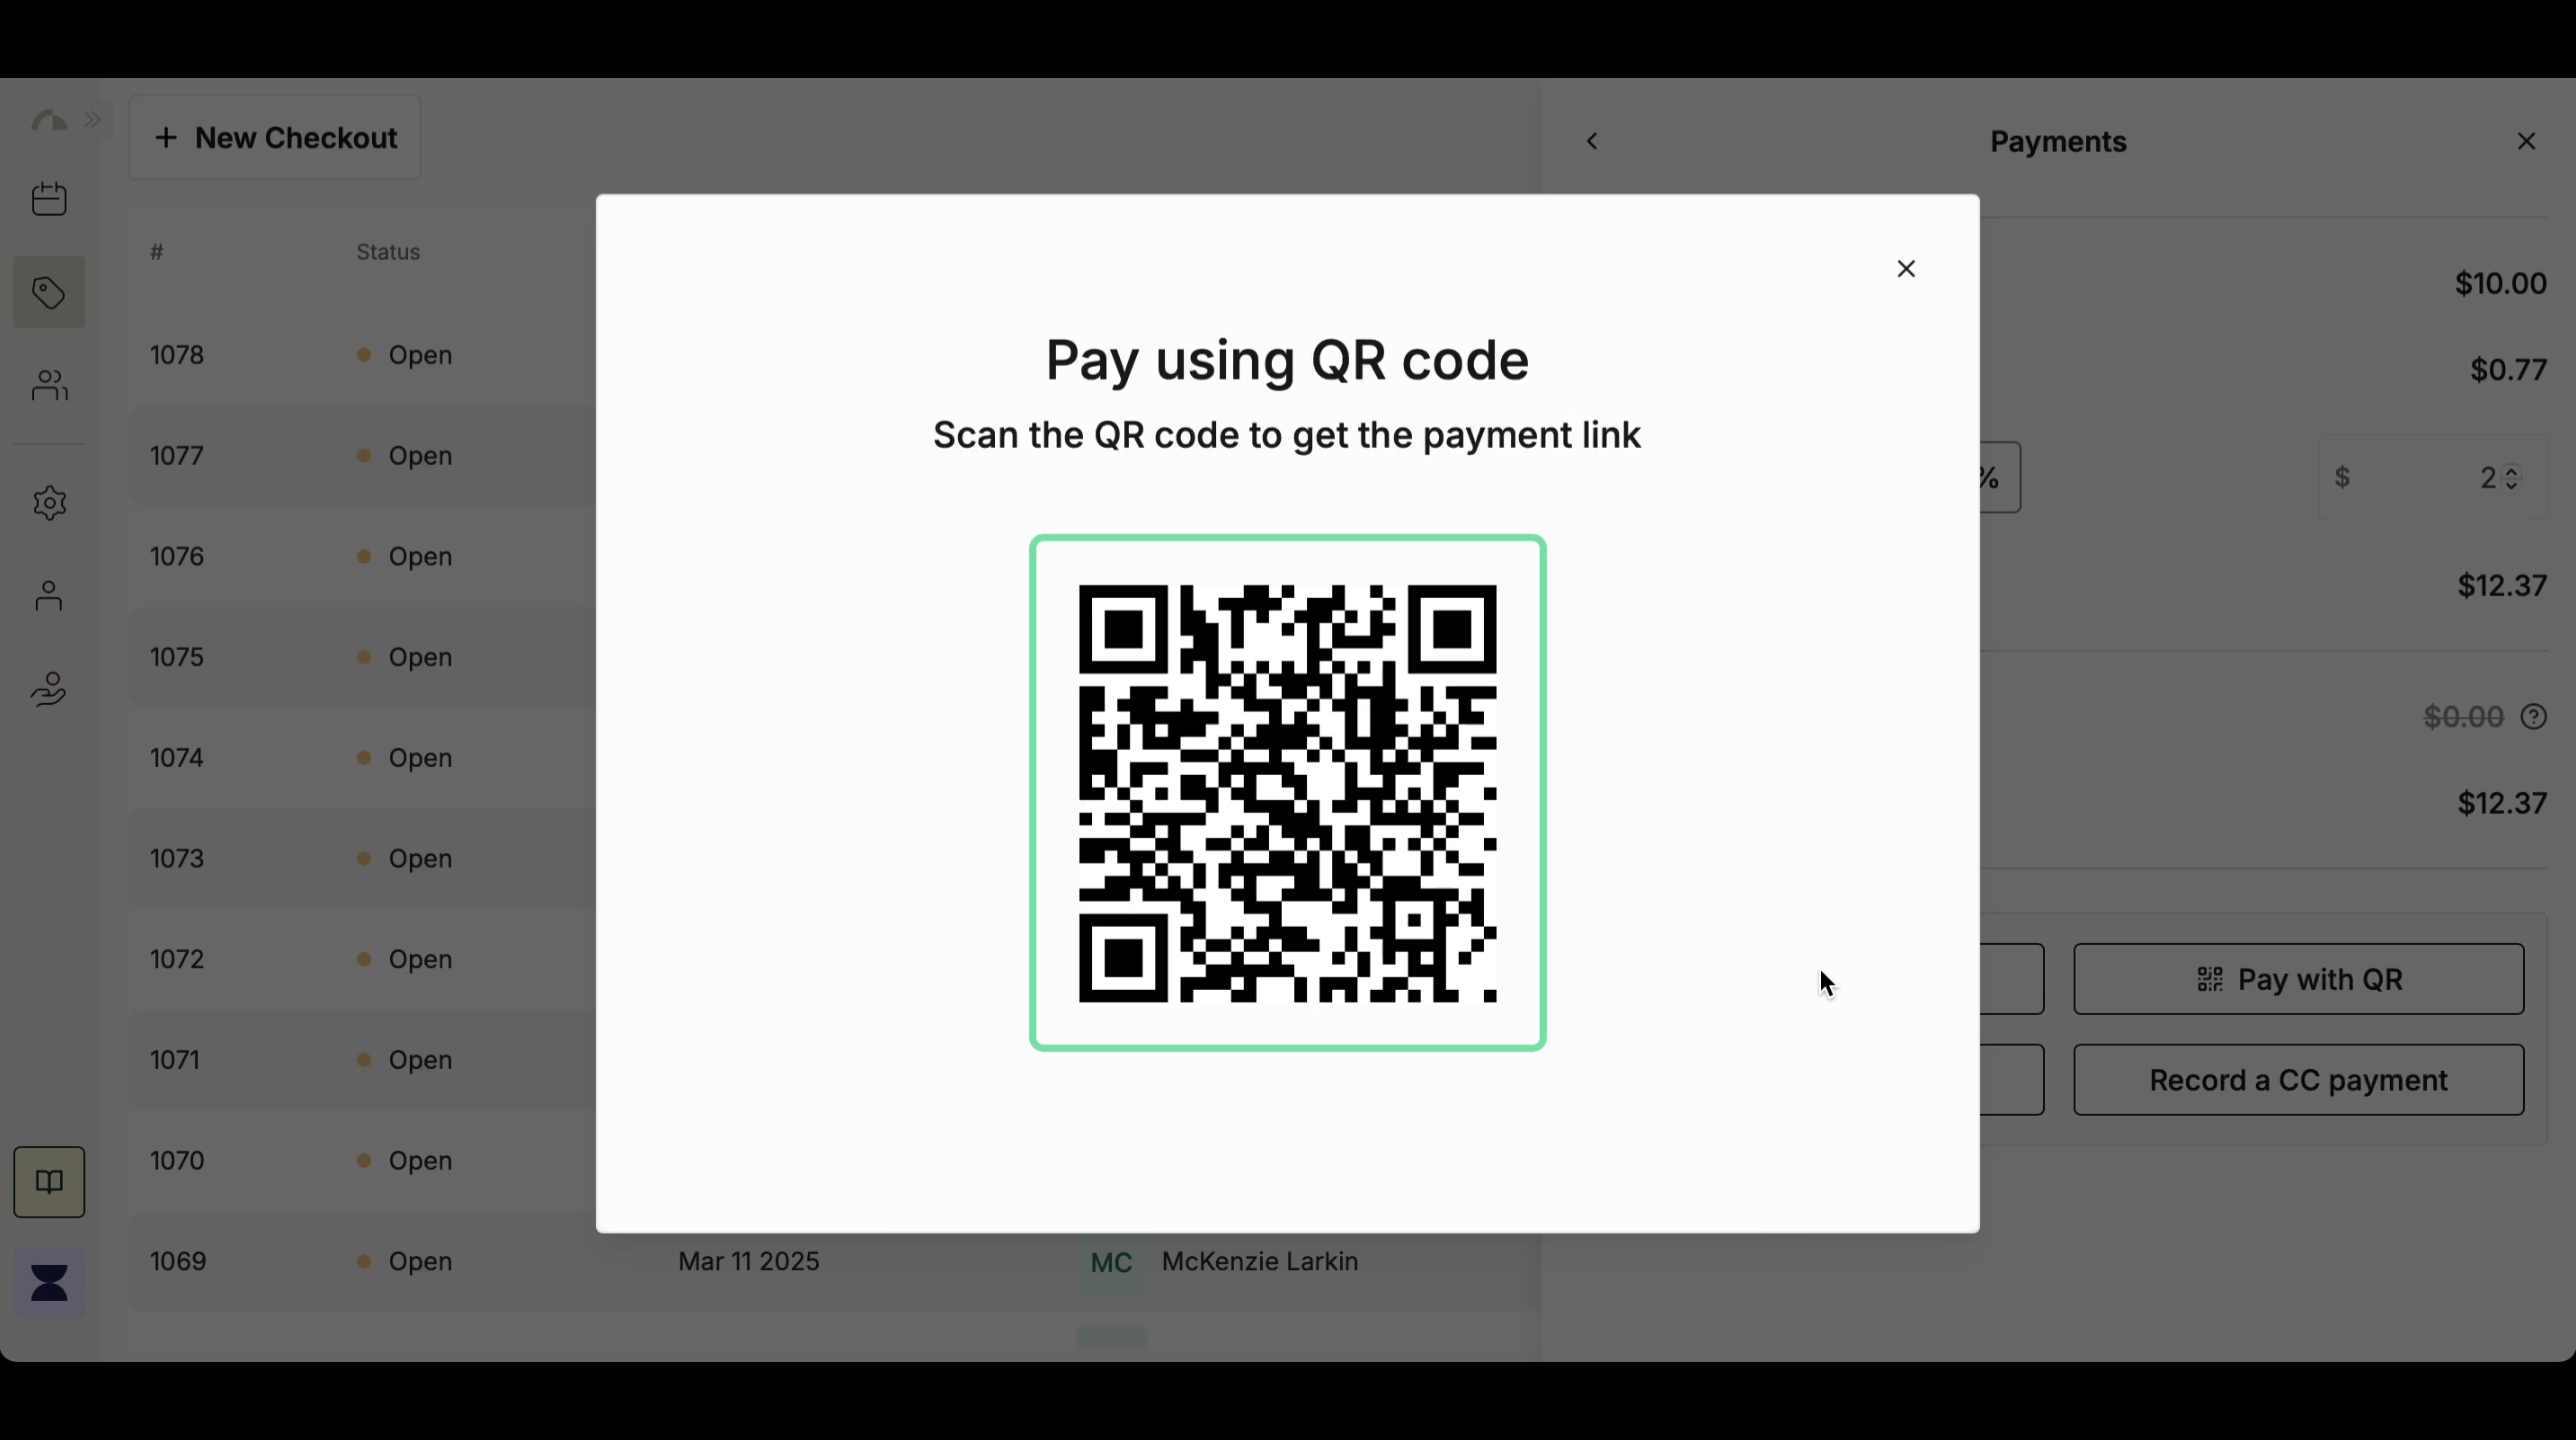 + New Checkout
Payments
# Status
$10.00
Pay using QR code
1078 Open
$0.77
Scan the QR code to get the payment link
1077 Open
% $ 2
1076 Open
$12.37
1075 Open
$0.00 ?
1074 Open
$12.37
1073 Open
1072 Open
Pay with QR
1071 Open
Record a CC payment
1070 Open
1069 Open Mar 11 2025 MC McKenzie Larkin